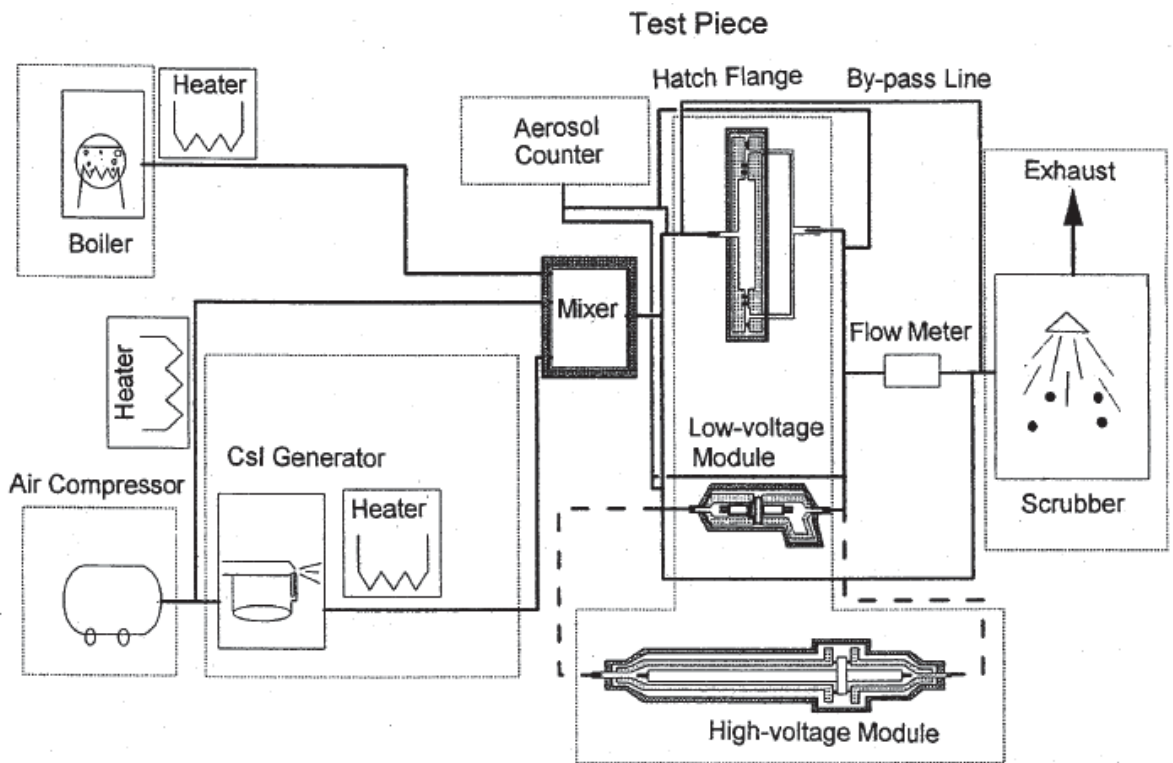 Test Piece
Heater
Hatch Flange
By-pass Line
Aerosol
Counter
Exhaust
Boiler
Mixer
Flow Meter
Heater
Low-voltage
Module
CsI Generator
Air Compressor
Heater
Scrubber
High-voltage Module